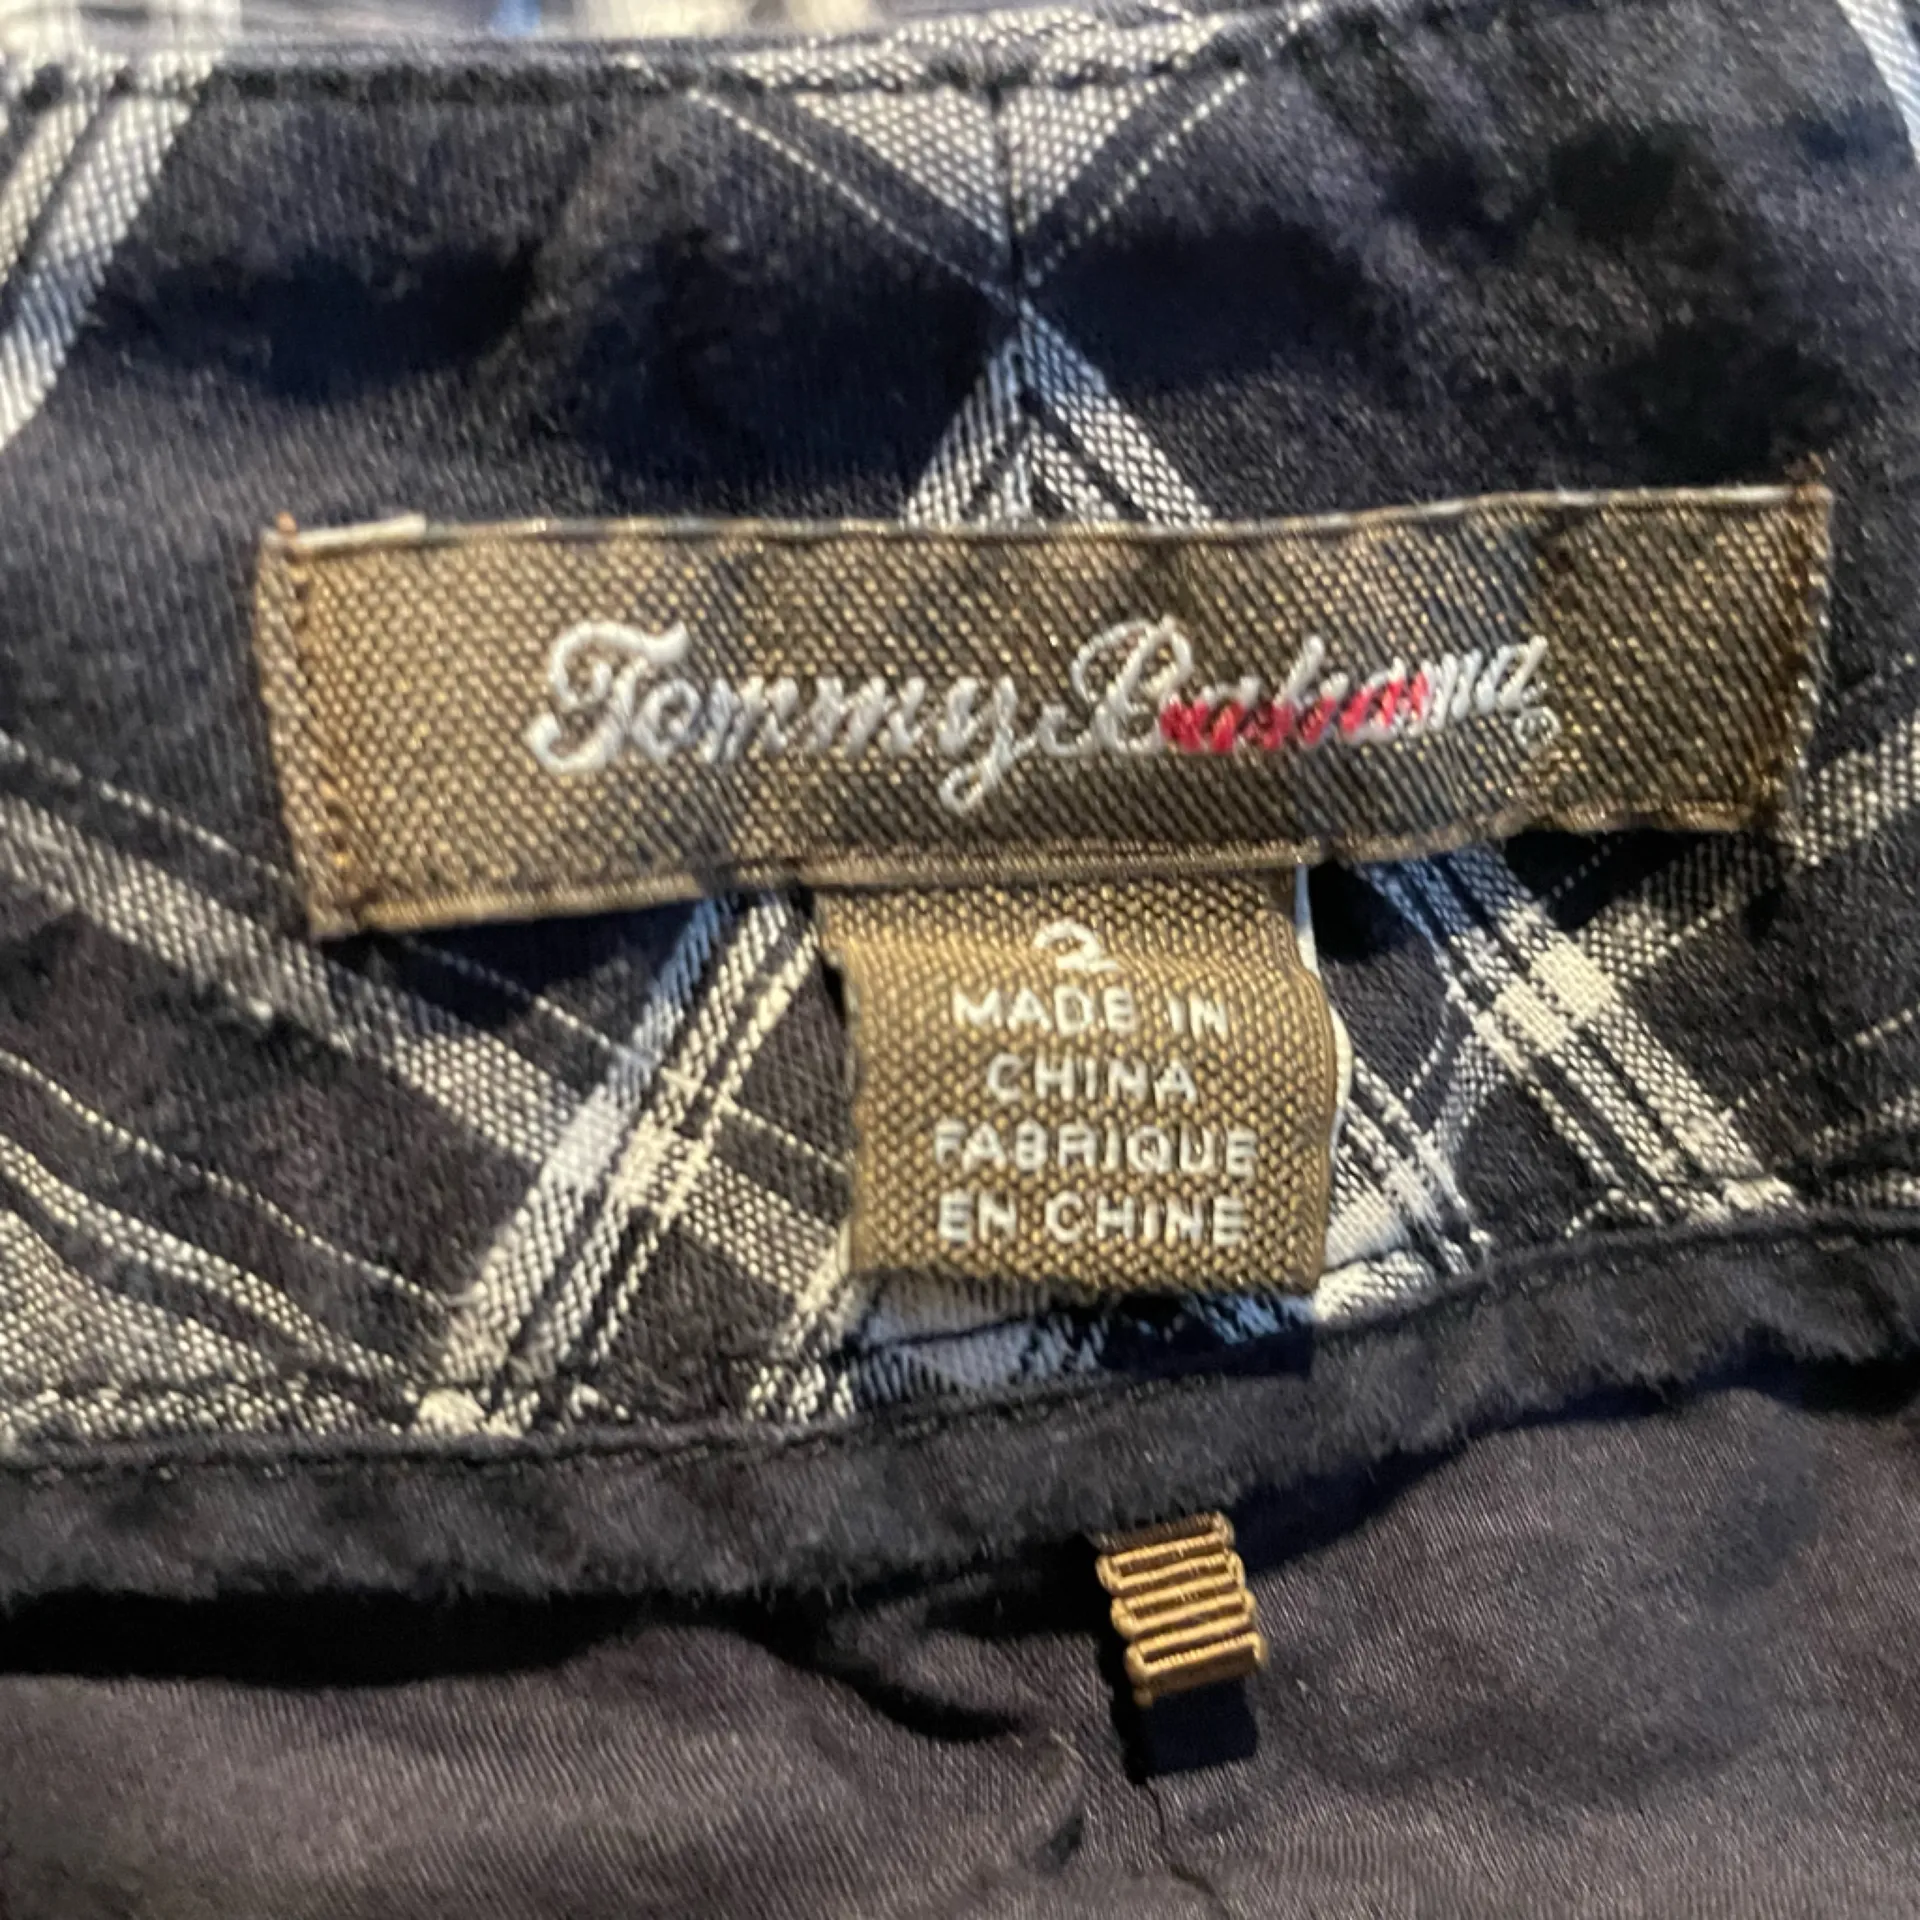 Tommy Bahama
2
MADE IN
CHINA
FABRIQUE
EN CHINE